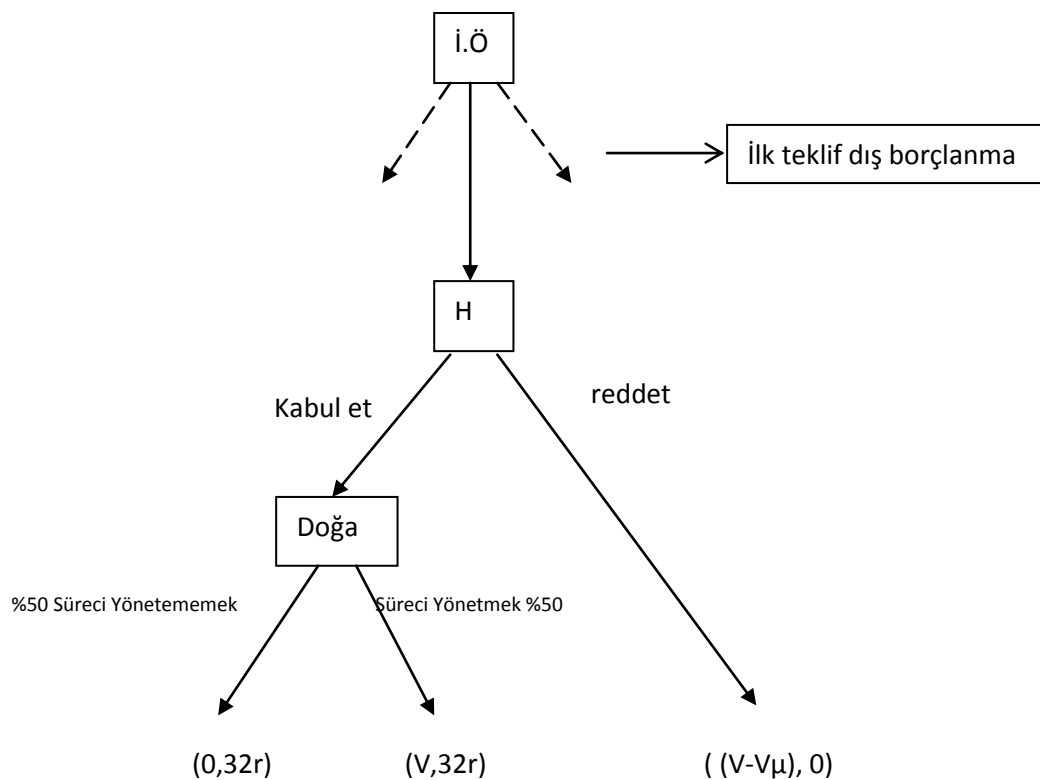 İ.Ö
İlk teklif dış borçlanma
H
Kabul et
reddet
Doğa
%50 Süreci Yönetememek
Süreci Yönetmek %50
(0,32r)
(V,32r)
( (V-Vμ), 0)